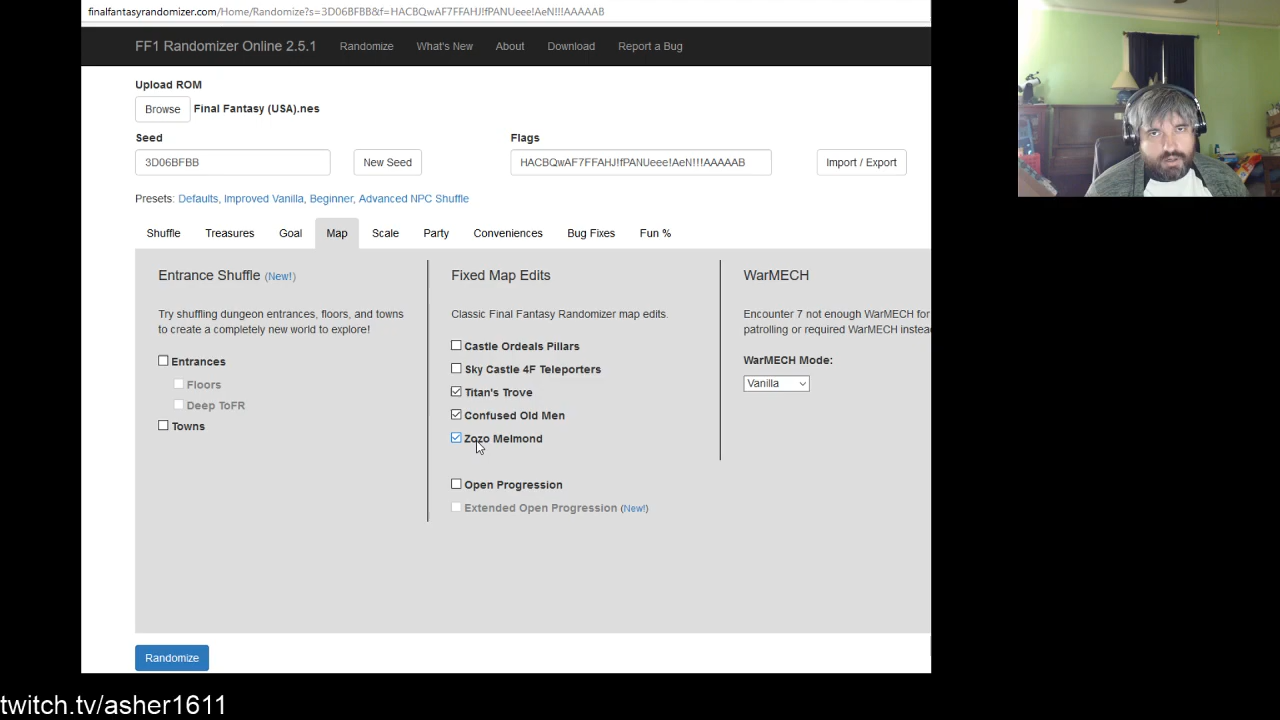 finalfantasyrandomizer.com/Home/Randomize?s=3D06BFBB&f=HACBQwAF7FFAHJ!fPANUeee!AeN!!!AAAAAB
FF1 Randomizer Online 2.5.1 Randomize What's New About Download Report a Bug
Upload ROM
Browse Final Fantasy (USA).nes
Seed Flags
3D06BFBB New Seed HACBQwAF7FFAHJ!fPANUeee!AeN!!!AAAAAB Import / Export
Presets: Defaults, Improved Vanilla, Beginner, Advanced NPC Shuffle
Shuffle Treasures Goal Map Scale Party Conveniences Bug Fixes Fun %
Entrance Shuffle (New!)
Try shuffling dungeon entrances, floors, and towns
to create a completely new world to explore!
Entrances
Floors
Deep ToFR
Towns
Fixed Map Edits
Classic Final Fantasy Randomizer map edits.
Castle Ordeals Pillars
Sky Castle 4F Teleporters
Titan's Trove
Confused Old Men
Zozo Melmond
Open Progression
Extended Open Progression (New!)
WarMECH
Encounter 7 not enough WarMECH for
patrolling or required WarMECH instea
WarMECH Mode:
Vanilla
Randomize
twitch.tv/asher1611